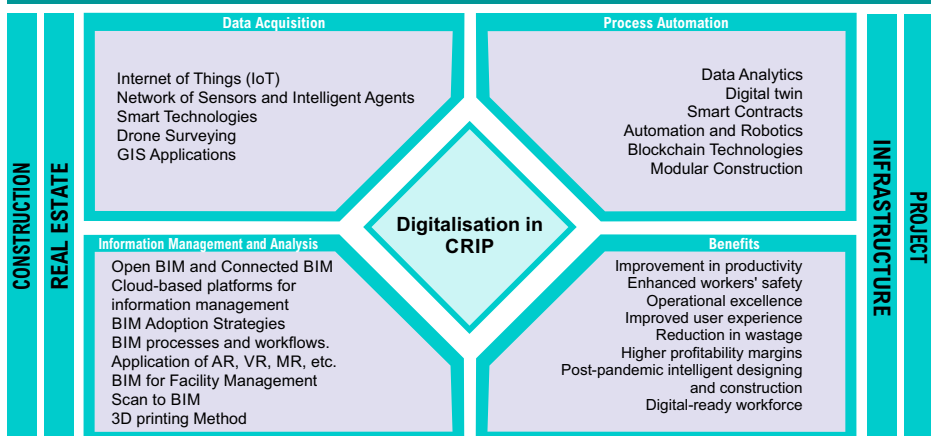 CONSTRUCTION
REAL ESTATE
Data Acquisition
Internet of Things (IoT)
Network of Sensors and Intelligent Agents
Smart Technologies
Drone Surveying
GIS Applications
Process Automation
Data Analytics
Digital twin
Smart Contracts
Automation and Robotics
Blockchain Technologies
Modular Construction
Digitalisation in
CRIP
Information Management and Analysis
Open BIM and Connected BIM
Cloud-based platforms for
information management
BIM Adoption Strategies
BIM processes and workflows.
Application of AR, VR, MR, etc.
BIM for Facility Management
Scan to BIM
3D printing Method
Benefits
Improvement in productivity
Enhanced workers' safety
Operational excellence
Improved user experience
Reduction in wastage
Higher profitability margins
Post-pandemic intelligent designing
and construction
Digital-ready workforce
INFRASTRUCTURE
PROJECT